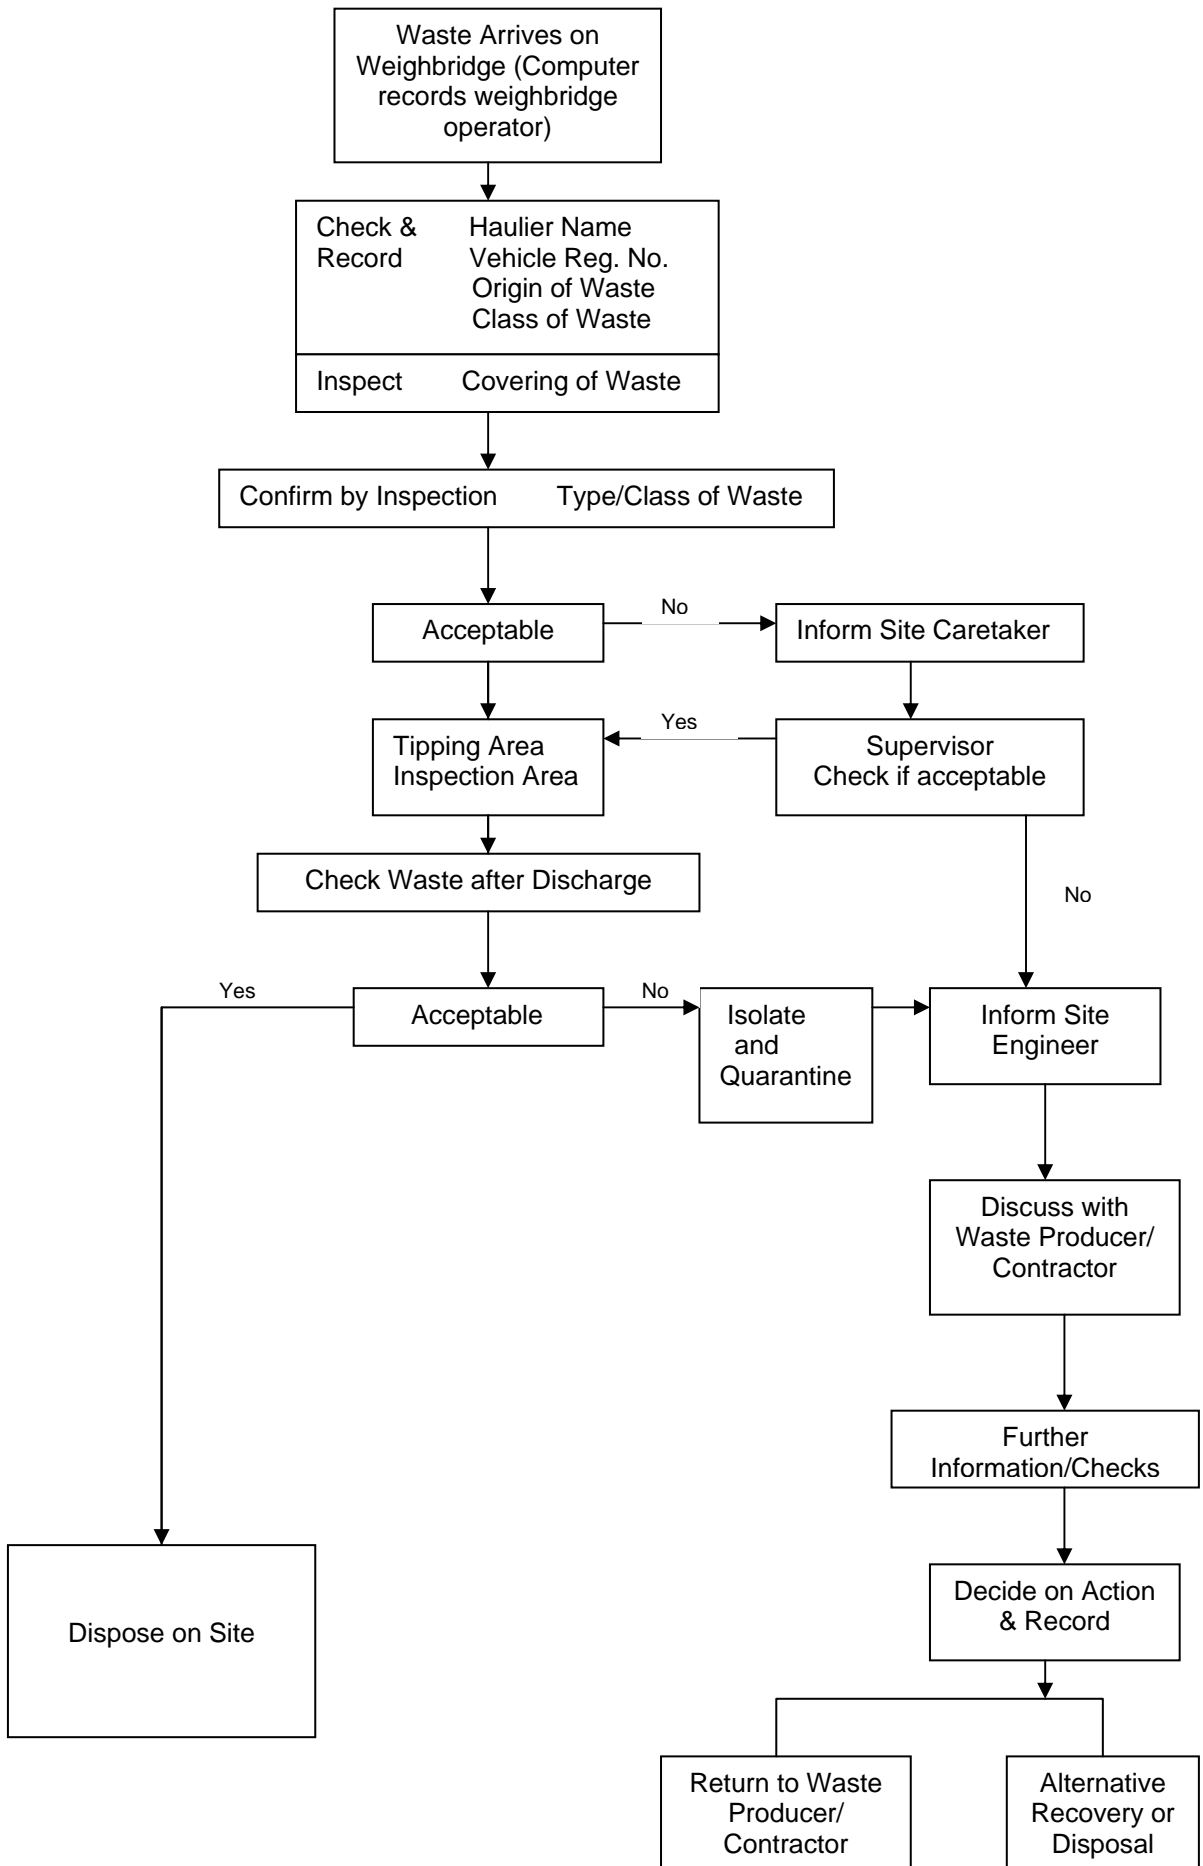 Waste Arrives on
Weighbridge (Computer
records weighbridge
operator)
Check & Haulier Name
Record Vehicle Reg. No.
Origin of Waste
Class of Waste
Inspect Covering of Waste
Confirm by Inspection Type/Class of Waste
Acceptable
No
Inform Site Caretaker
Tipping Area
Inspection Area
Yes
Supervisor
Check if acceptable
Check Waste after Discharge
No
Yes
Acceptable
No
Isolate
and
Quarantine
Inform Site
Engineer
Discuss with
Waste Producer/
Contractor
Further
Information/Checks
Decide on Action
& Record
Dispose on Site
Return to Waste
Producer/
Contractor
Alternative
Recovery or
Disposal